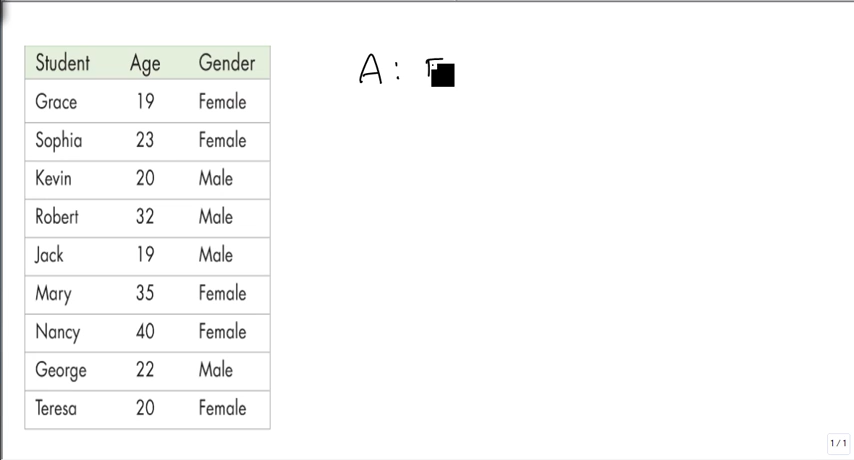 Student Age Gender
Grace 19 Female
Sophia 23 Female
Kevin 20 Male
Robert 32 Male
Jack 19 Male
Mary 35 Female
Nancy 40 Female
George 22 Male
Teresa 20 Female
A:
1/1